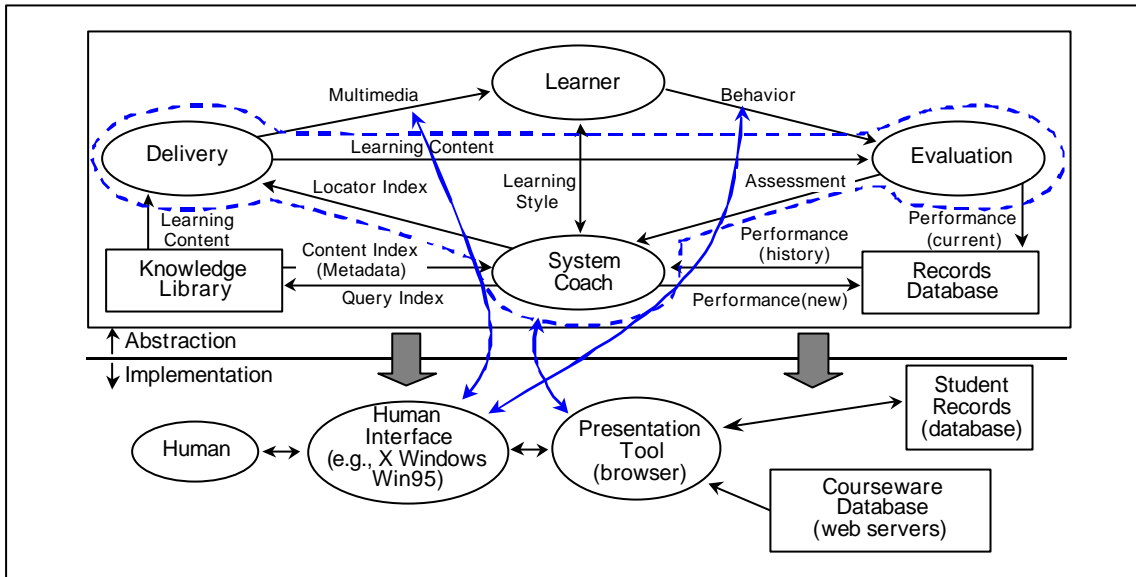 Learner
Multimedia
Behavior
Delivery
Learning Content
Evaluation
Locator Index
Learning
Style
Assessment
Learning
Content
Performance
(current)
Content Index
(Metadata)
Performance
(history)
Knowledge
Library
System
Coach
Records
Database
Query Index
Performance(new)
Abstraction
Implementation
Human
Human
Interface
(e.g., X Windows
Win95)
Presentation
Tool
(browser)
Student
Records
(database)
Courseware
Database
(web servers)